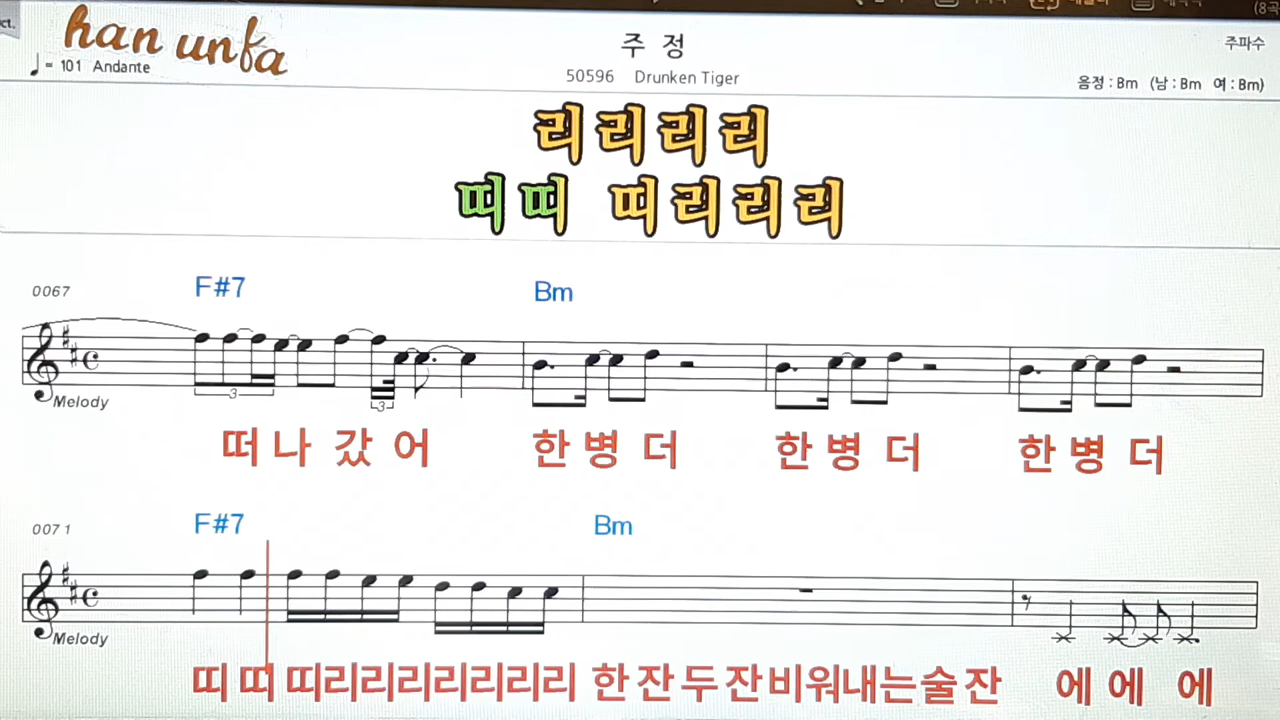 han unfa
♩= 101 Andante
주 정
50596 Drunken Tiger
주파수
음정 : Bm (남 : Bm 여 : Bm)
리리리리
띠띠 띠리리리
0067 F#7 Bm
3 3
Melody
떠나갔어 한병더 한병더 한병더
0071 F#7 Bm
Melody
띠띠띠리리리리리리리 한잔두잔비워내는술잔 에에 에